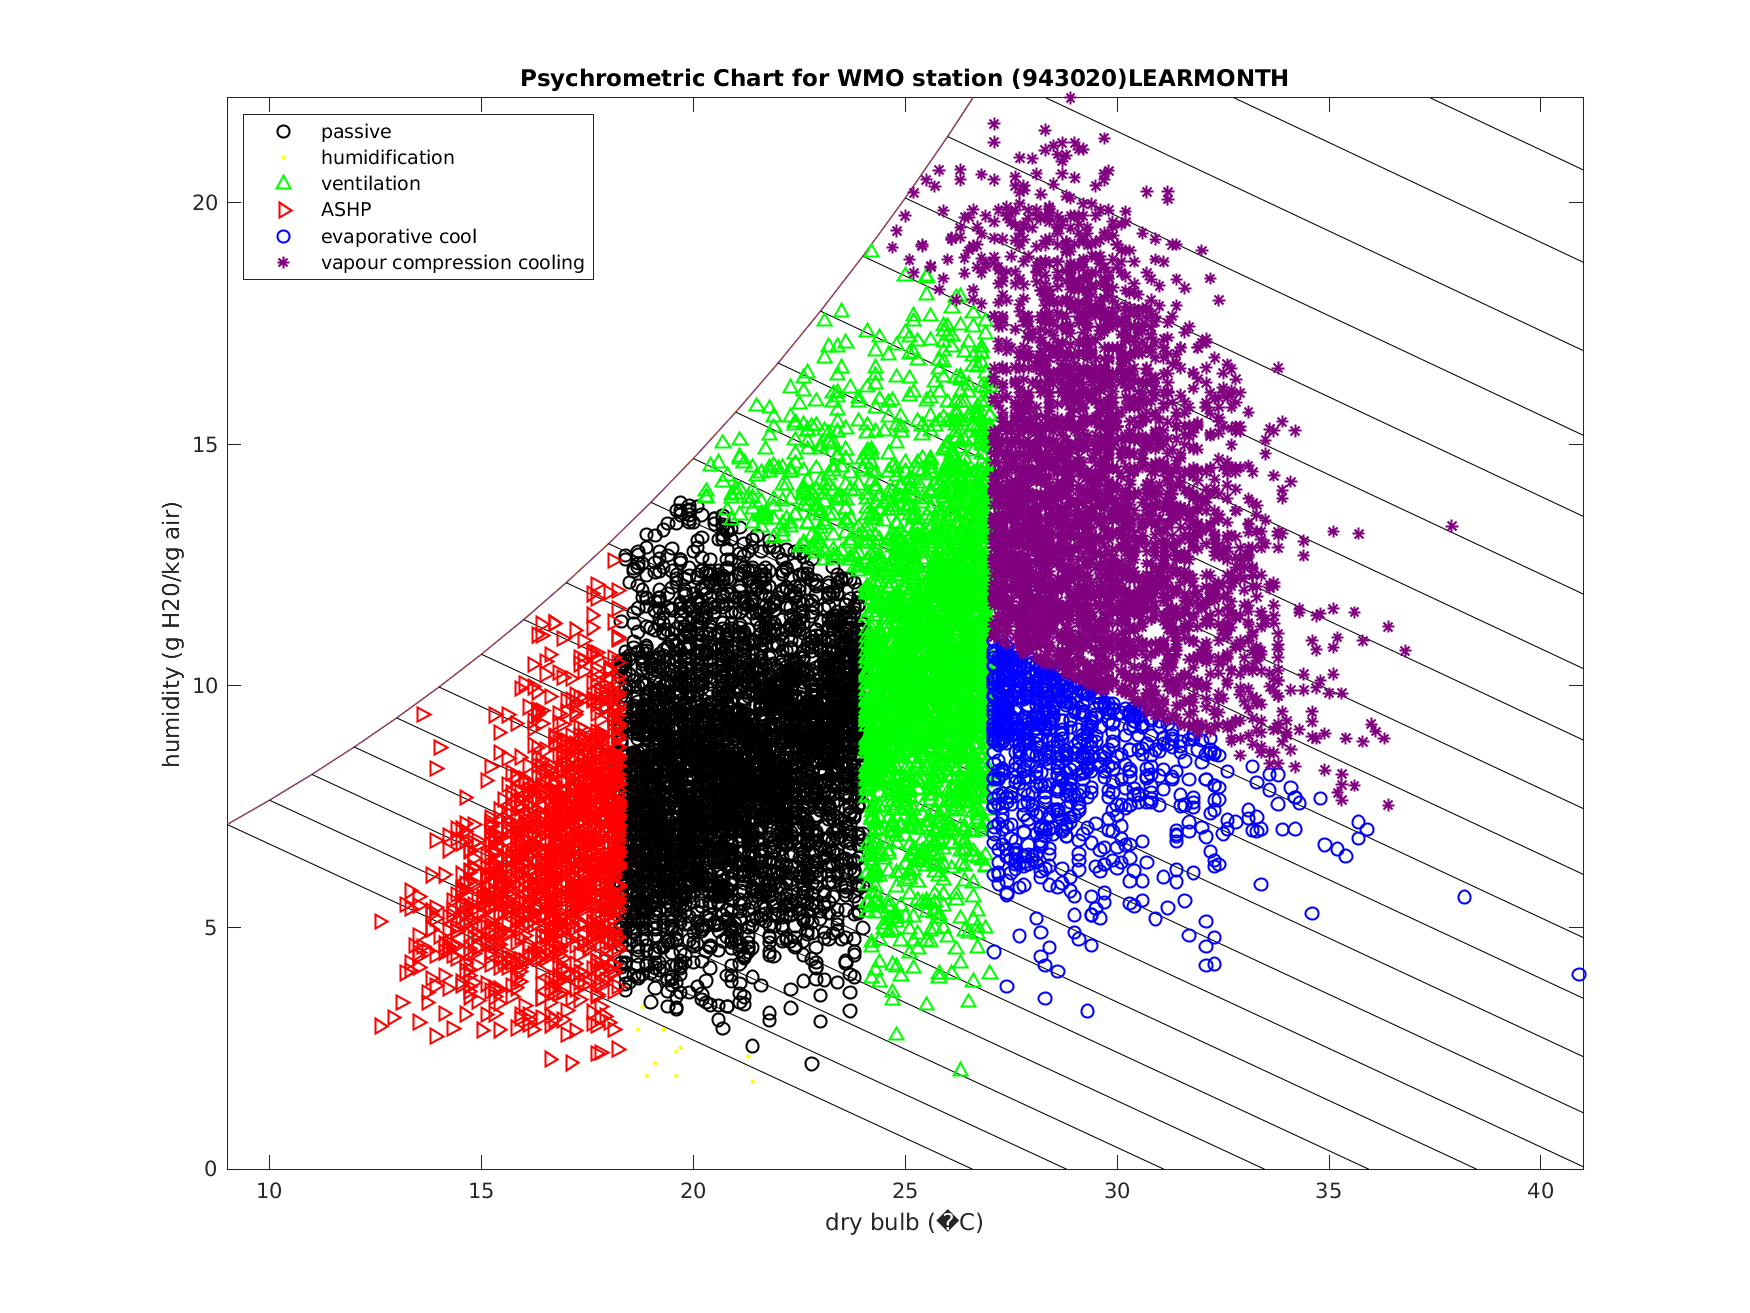 Psychrometric Chart for WMO station (943020)LEARMONTH
passive
humidification
ventilation
ASHP
evaporative cool
vapour compression cooling
humidity (g H20/kg air)
20
15
10
5
0
10 15 20 25 30 35 40
dry bulb (�C)